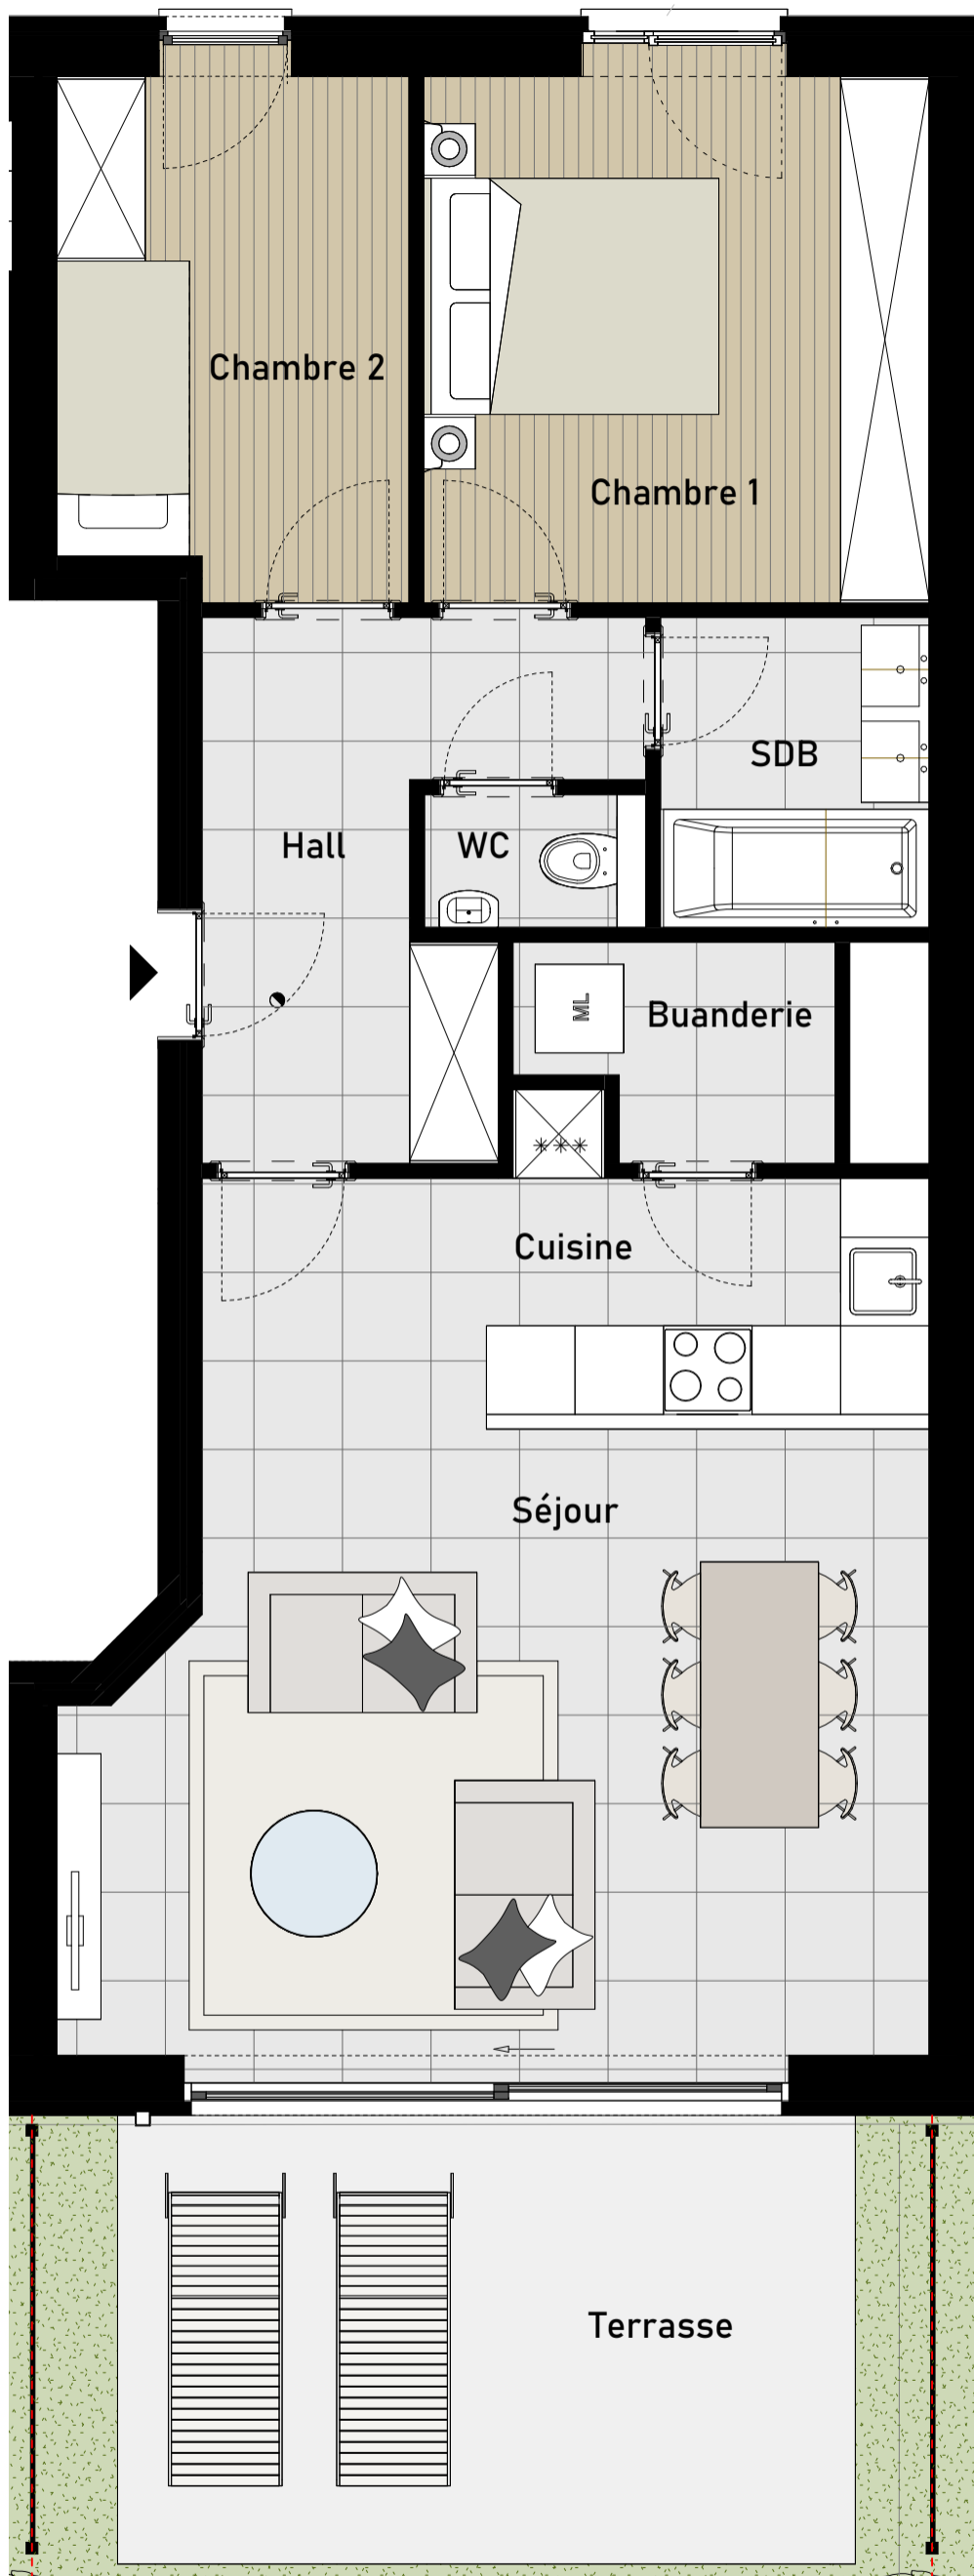 Chambre 2
Chambre 1
SDB
Hall
WC
ML
Buanderie
Cuisine
Séjour
Terrasse